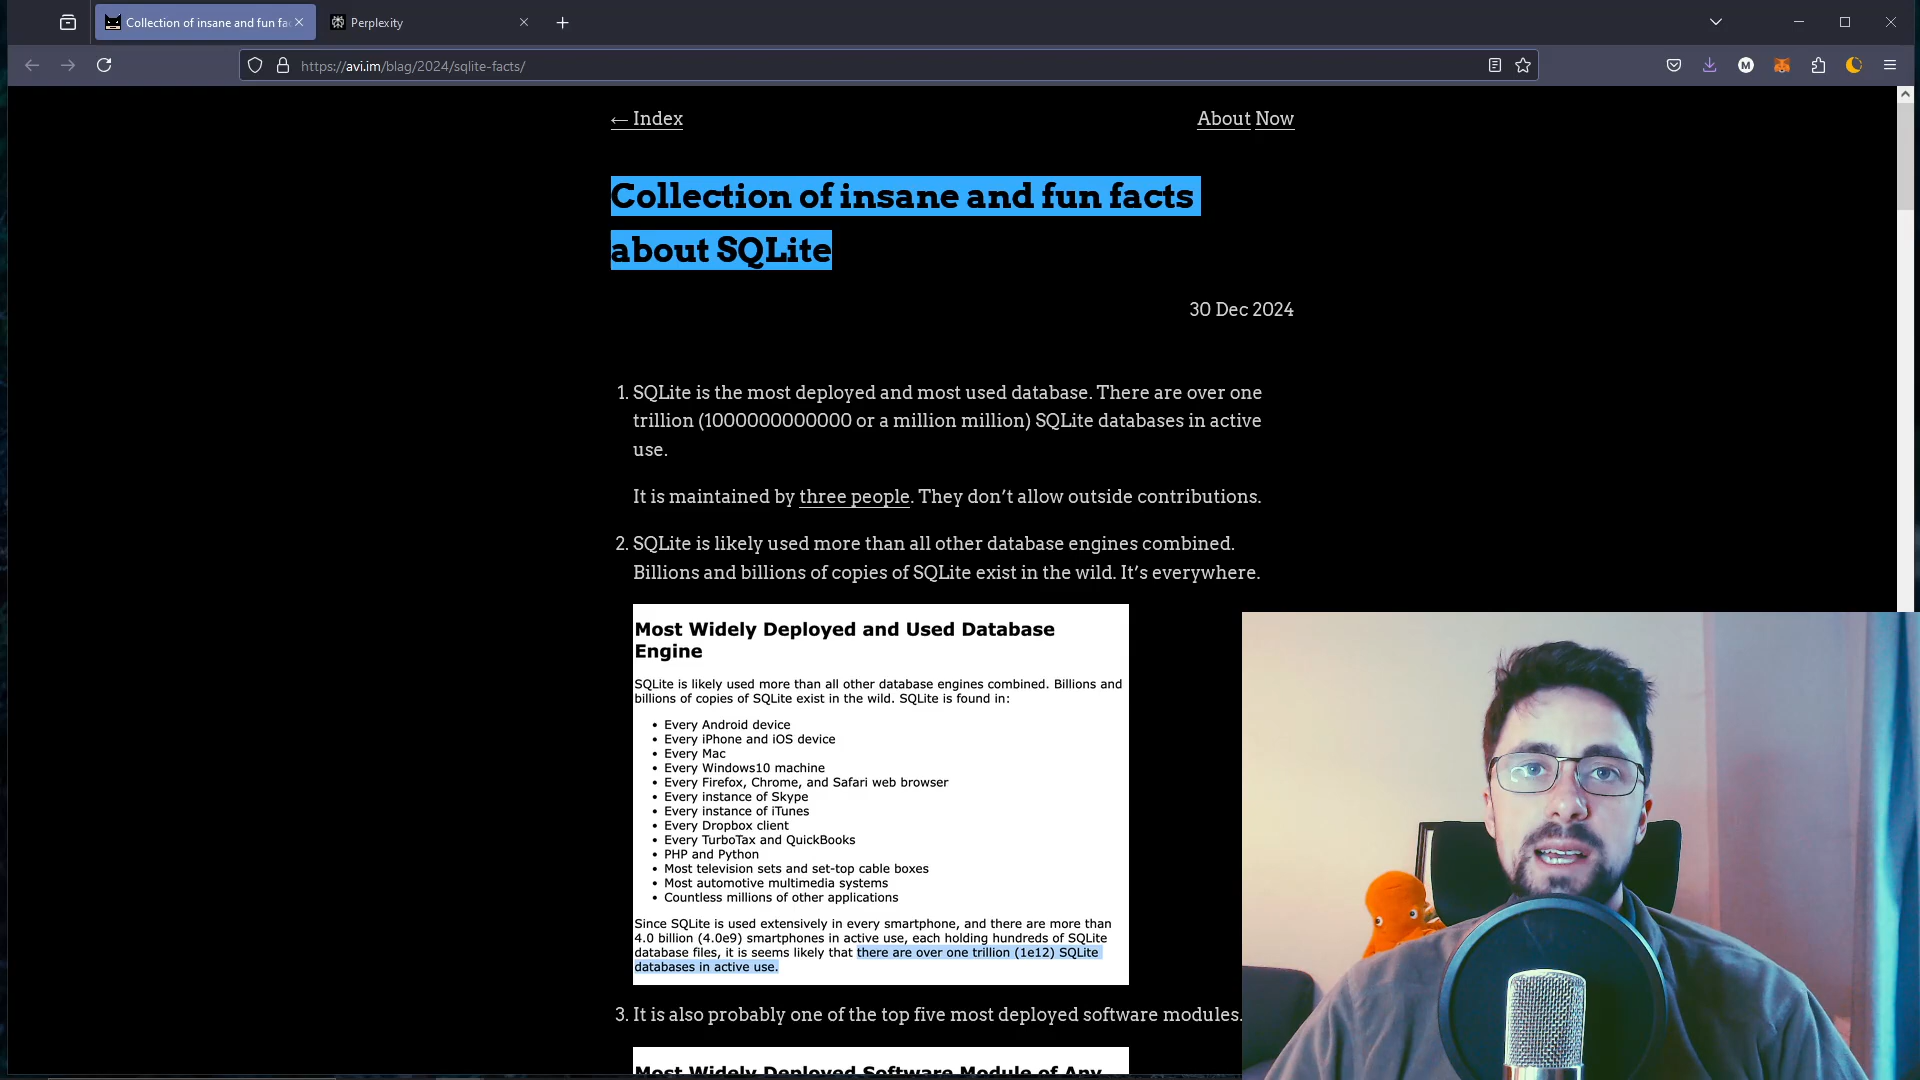 Collection of insane and fun fa
Perplexity
https://avi.im/blag/2024/sqlite-facts/
M
← Index
About Now
Collection of insane and fun facts
about SQLite
30 Dec 2024
1. SQLite is the most deployed and most used database. There are over one
trillion (1000000000000 or a million million) SQLite databases in active
use.
It is maintained by three people. They don’t allow outside contributions.
2. SQLite is likely used more than all other database engines combined.
Billions and billions of copies of SQLite exist in the wild. It’s everywhere.
Most Widely Deployed and Used Database
Engine
SQLite is likely used more than all other database engines combined. Billions and
billions of copies of SQLite exist in the wild. SQLite is found in:
• Every Android device
• Every iPhone and iOS device
• Every Mac
• Every Windows10 machine
• Every Firefox, Chrome, and Safari web browser
• Every instance of Skype
• Every instance of iTunes
• Every Dropbox client
• Every TurboTax and QuickBooks
• PHP and Python
• Most television sets and set-top cable boxes
• Most automotive multimedia systems
• Countless millions of other applications
Since SQLite is used extensively in every smartphone, and there are more than
4.0 billion (4.0e9) smartphones in active use, each holding hundreds of SQLite
database files, it is seems likely that there are over one trillion (1e12) SQLite
databases in active use.
3. It is also probably one of the top five most deployed software modules.
Most Widely Deployed Software Module of Any